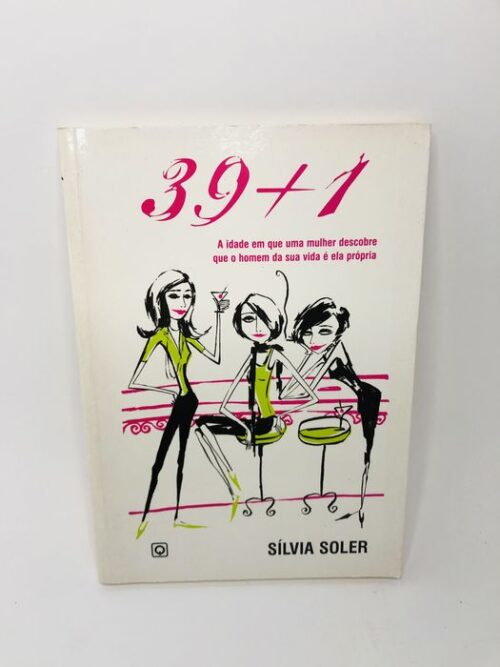 39+1
A idade em que uma mulher descobre
que o homem da sua vida é ela própria
SÍLVIA SOLER